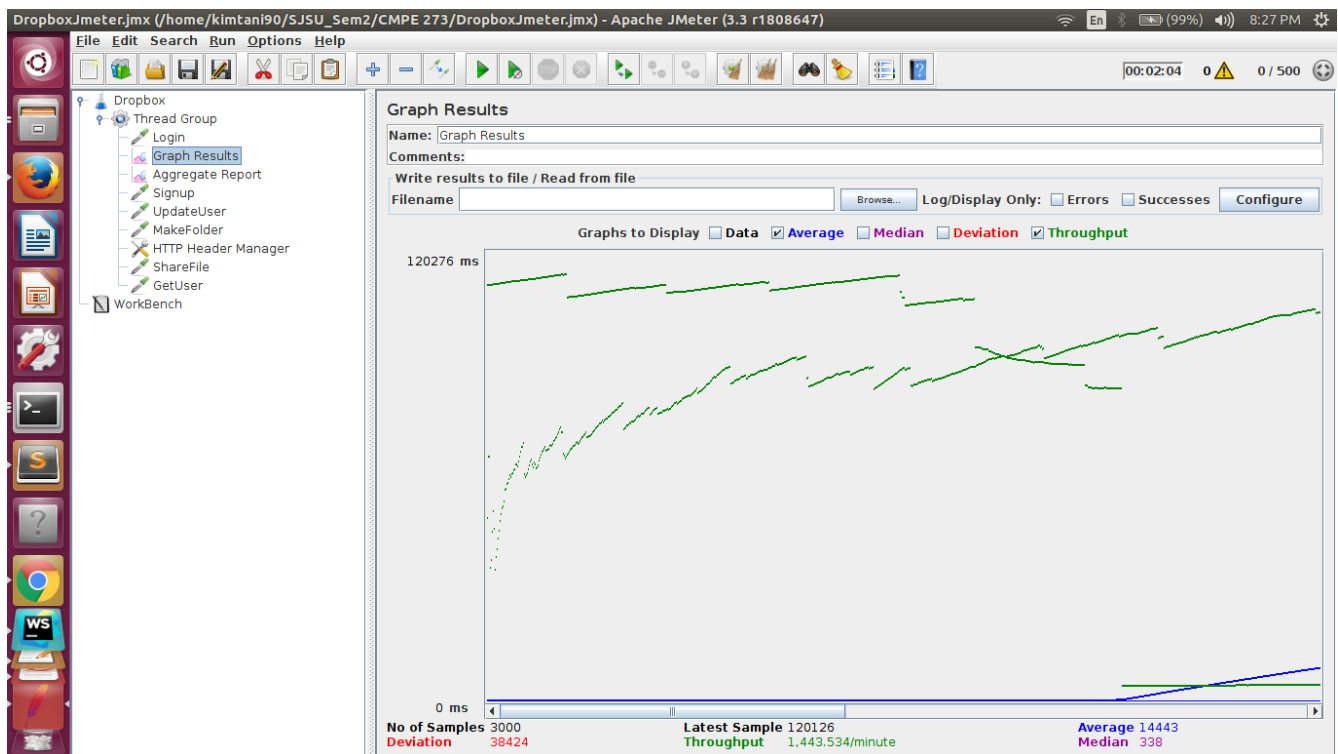 DropboxJmeter.jmx (/home/kimtani90/SJSU_Sem2/CMPE 273/DropboxJmeter.jmx) - Apache JMeter (3.3 r1808647)
En
(99%)
8:27 PM
File Edit Search Run Options Help
00:02:04
0
0 / 500
Dropbox
Thread Group
Login
Graph Results
Aggregate Report
Signup
UpdateUser
MakeFolder
HTTP Header Manager
ShareFile
GetUser
WorkBench
Graph Results
Name: Graph Results
Comments:
Write results to file / Read from file
Filename Browse... Log/Display Only: Errors Successes Configure
Graphs to Display Data Average Median Deviation Throughput
120276 ms
0 ms
No of Samples 3000 Latest Sample 120126 Average 14443
Deviation 38424 Throughput 1,443.534/minute Median 338
>_
S
?
WS